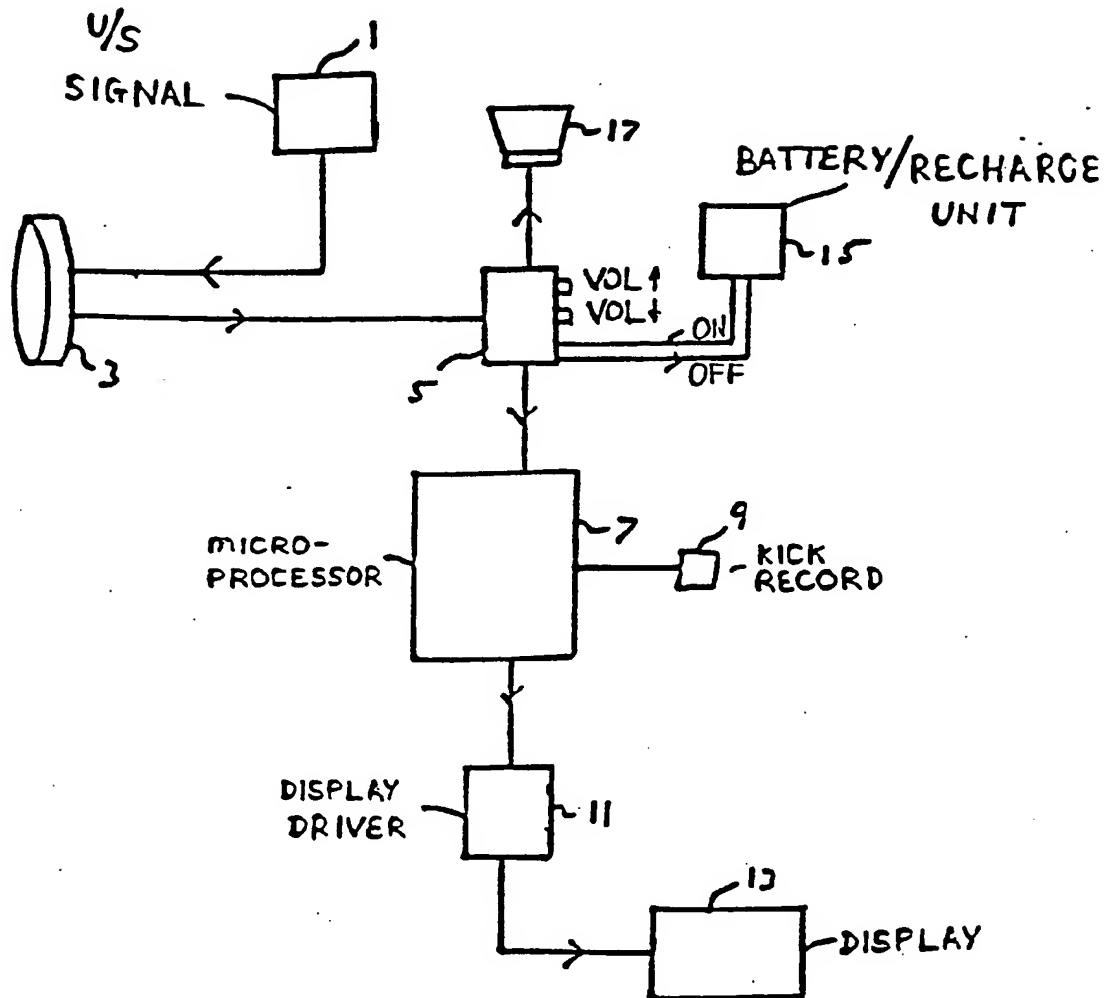 U/S
SIGNAL
1
17
BATTERY/RECHARGE
UNIT
15
VOL↑
VOL↓
ON
OFF
3
5
MICRO-
PROCESSOR
7
9
KICK
RECORD
DISPLAY
DRIVER
11
13
DISPLAY